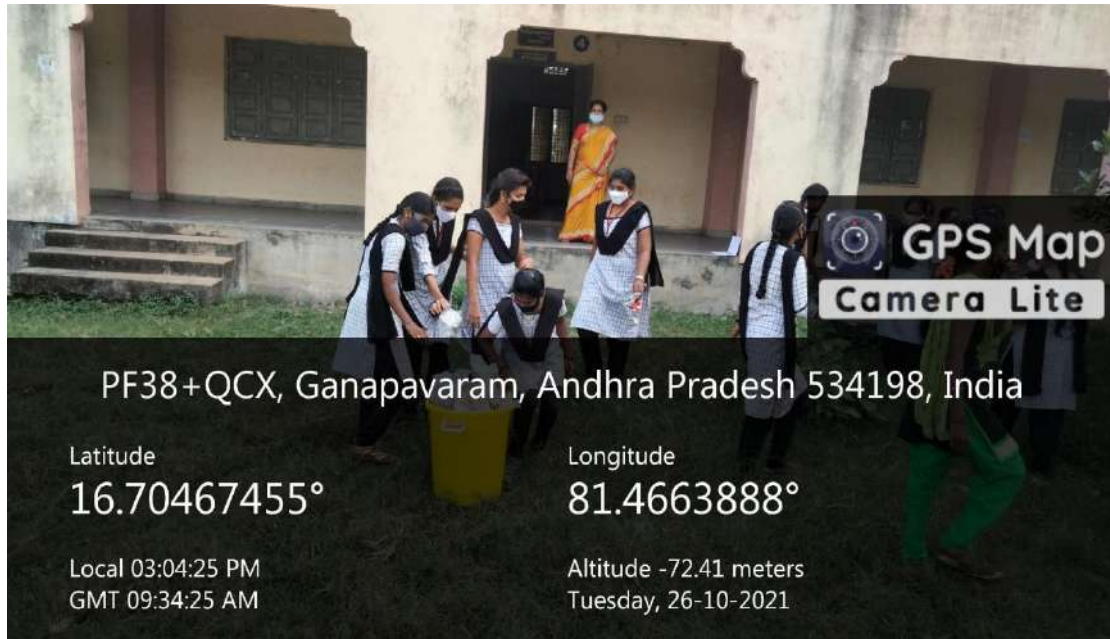 GPS Map
Camera Lite
PF38+QCX, Ganapavaram, Andhra Pradesh 534198, India
Latitude
16.70467455°
Longitude
81.4663888°
Local 03:04:25 PM
GMT 09:34:25 AM
Altitude -72.41 meters
Tuesday, 26-10-2021